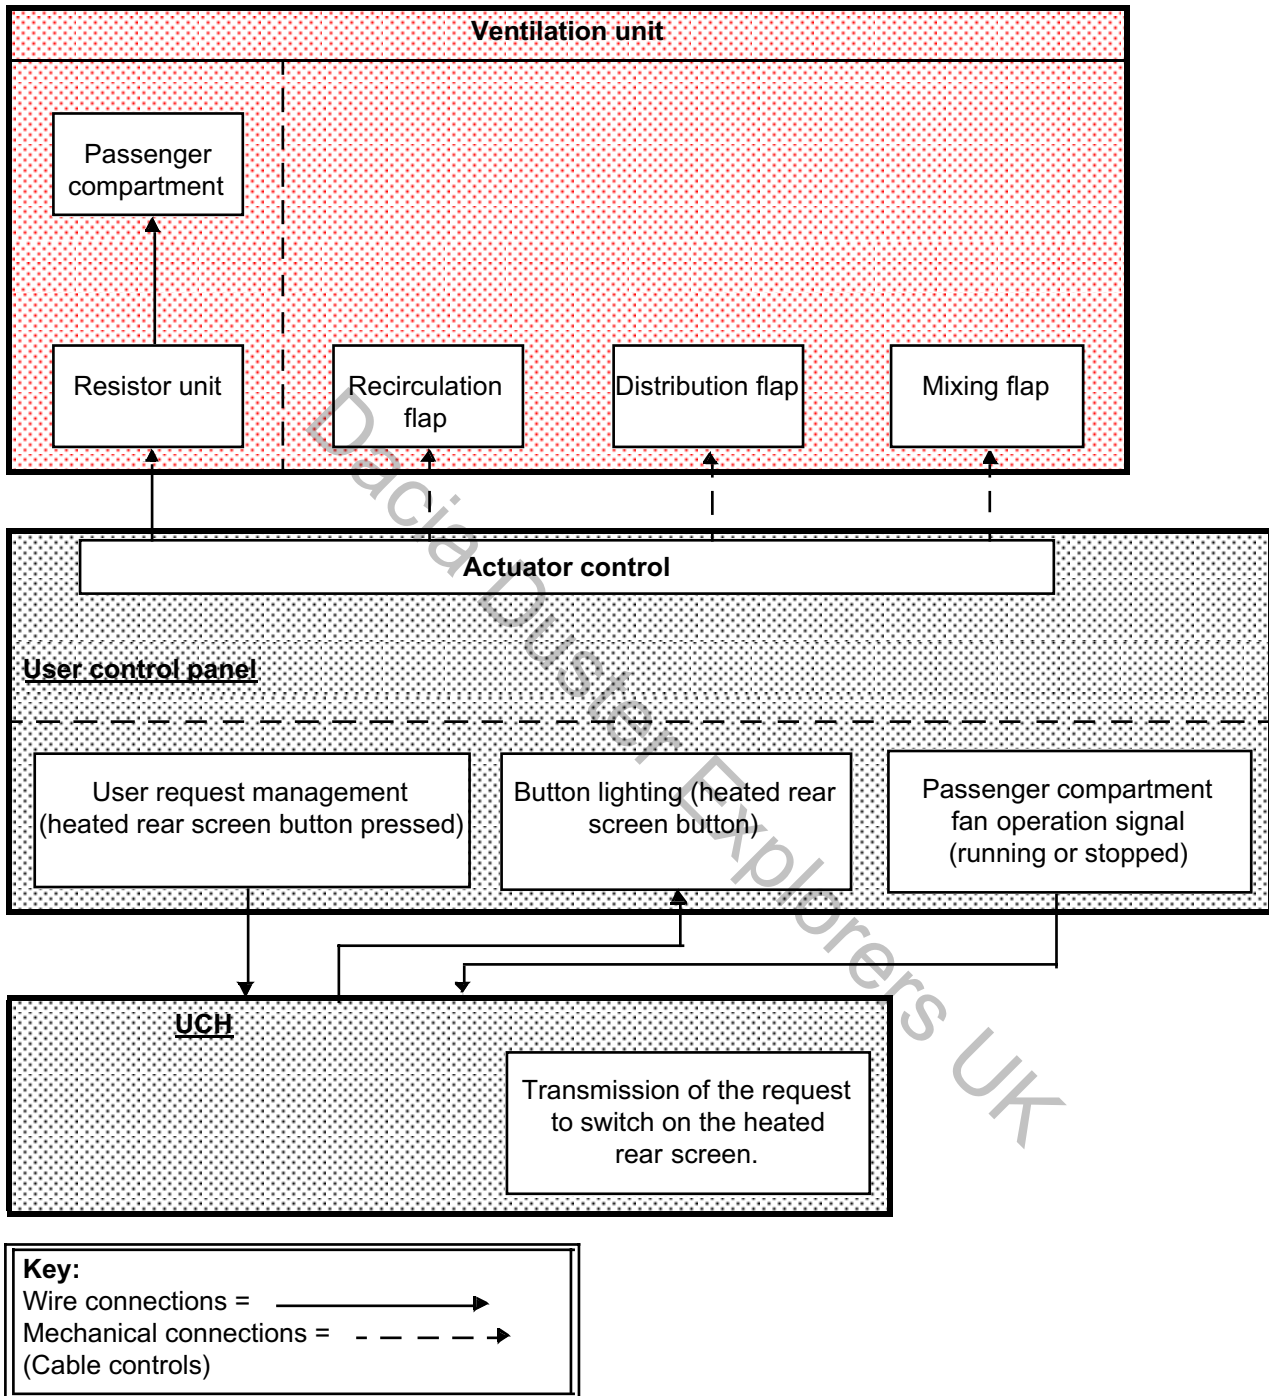 Ventilation unit
Passenger
compartment
Resistor unit
Recirculation
flap
Distribution flap
Mixing flap
Actuator control
User control panel
User request management
(heated rear screen button pressed)
Button lighting (heated rear
screen button)
Passenger compartment
fan operation signal
(running or stopped)
UCH
Transmission of the request
to switch on the heated
rear screen.
Key:
Wire connections =
Mechanical connections =
(Cable controls)
Dacia Duster Explorers UK